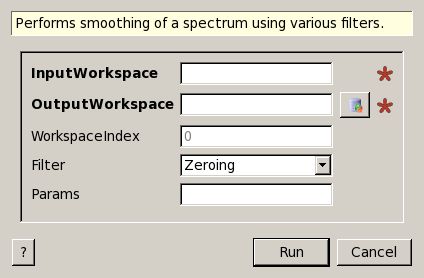 Performs smoothing of a spectrum using various filters.
InputWorkspace
OutputWorkspace
WorkspaceIndex 0
Filter Zeroing
Params
? Run Cancel